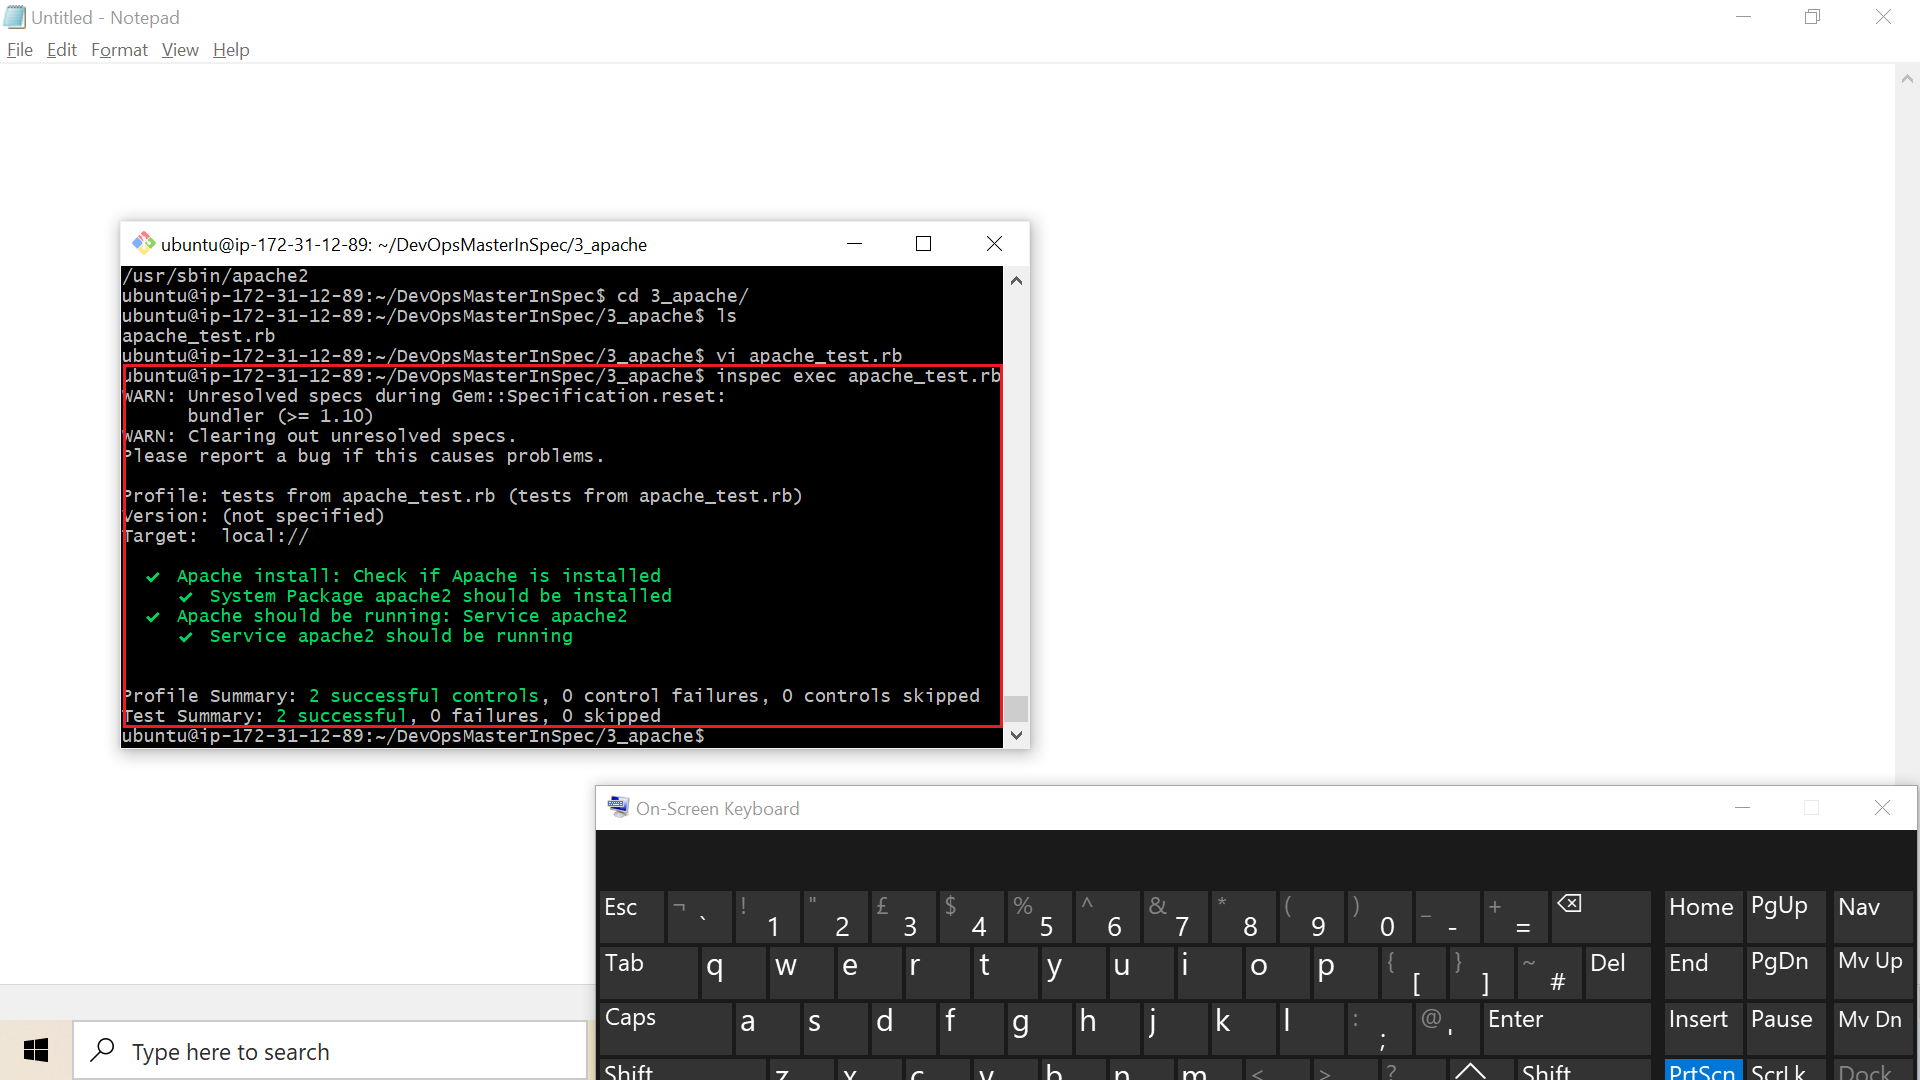 Untitled - Notepad
File Edit Format View Help
ubuntu@ip-172-31-12-89: ~/DevOpsMasterInSpec/3_apache
/usr/sbin/apache2
ubuntu@ip-172-31-12-89:~/DevOpsMasterInSpec$ cd 3_apache/
ubuntu@ip-172-31-12-89:~/DevOpsMasterInSpec/3_apache$ ls
apache_test.rb
ubuntu@ip-172-31-12-89:~/DevOpsMasterInSpec/3_apache$ vi apache_test.rb
ubuntu@ip-172-31-12-89:~/DevOpsMasterInSpec/3_apache$ inspec exec apache_test.rb
WARN: Unresolved specs during Gem::Specification.reset:
bundler (>= 1.10)
WARN: Clearing out unresolved specs.
Please report a bug if this causes problems.
Profile: tests from apache_test.rb (tests from apache_test.rb)
Version: (not specified)
Target: local://
✔ Apache install: Check if Apache is installed
✔ System Package apache2 should be installed
✔ Apache should be running: Service apache2
✔ Service apache2 should be running
Profile Summary: 2 successful controls, 0 control failures, 0 controls skipped
Test Summary: 2 successful, 0 failures, 0 skipped
ubuntu@ip-172-31-12-89:~/DevOpsMasterInSpec/3_apache$
On-Screen Keyboard
Esc ¬ ` ! 1 " 2 £ 3 $ 4 % 5 ^ 6 & 7 * 8 ( 9 ) 0 _ - + = Home PgUp Nav
Tab q w e r t y u i o p { [ } ] ~ # Del End PgDn Mv Up
Caps a s d f g h j k l : ; @ ' Enter Insert Pause Mv Dn
Shift z x c v b n m < > ? Shift PrtScn ScrLk Dock
Type here to search